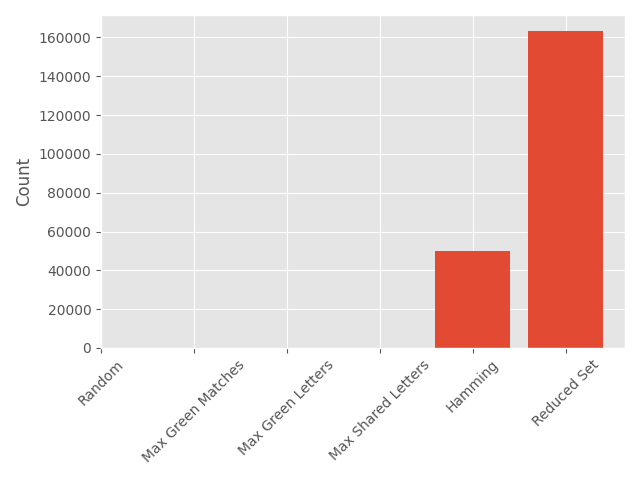 160000
140000
120000
100000
80000
60000
40000
20000
0
Count
Random
Max Green Matches
Max Green Letters
Max Shared Letters
Hamming
Reduced Set